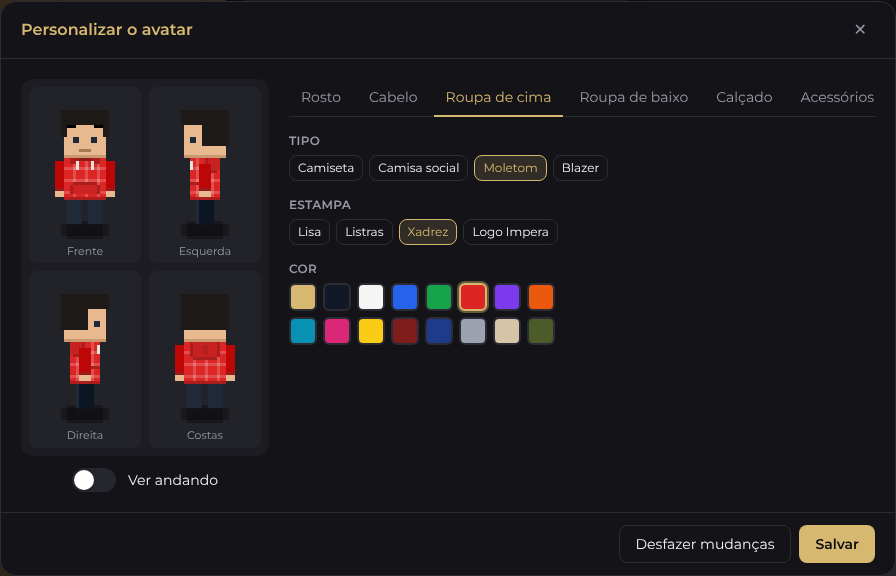 Personalizar o avatar
Rosto Cabelo Roupa de cima Roupa de baixo Calçado Acessórios
TIPO
Camiseta Camisa social Moletom Blazer
ESTAMPA
Lisa Listras Xadrez Logo Impera
COR
Frente Esquerda
Direita Costas
Ver andando
Desfazer mudanças Salvar